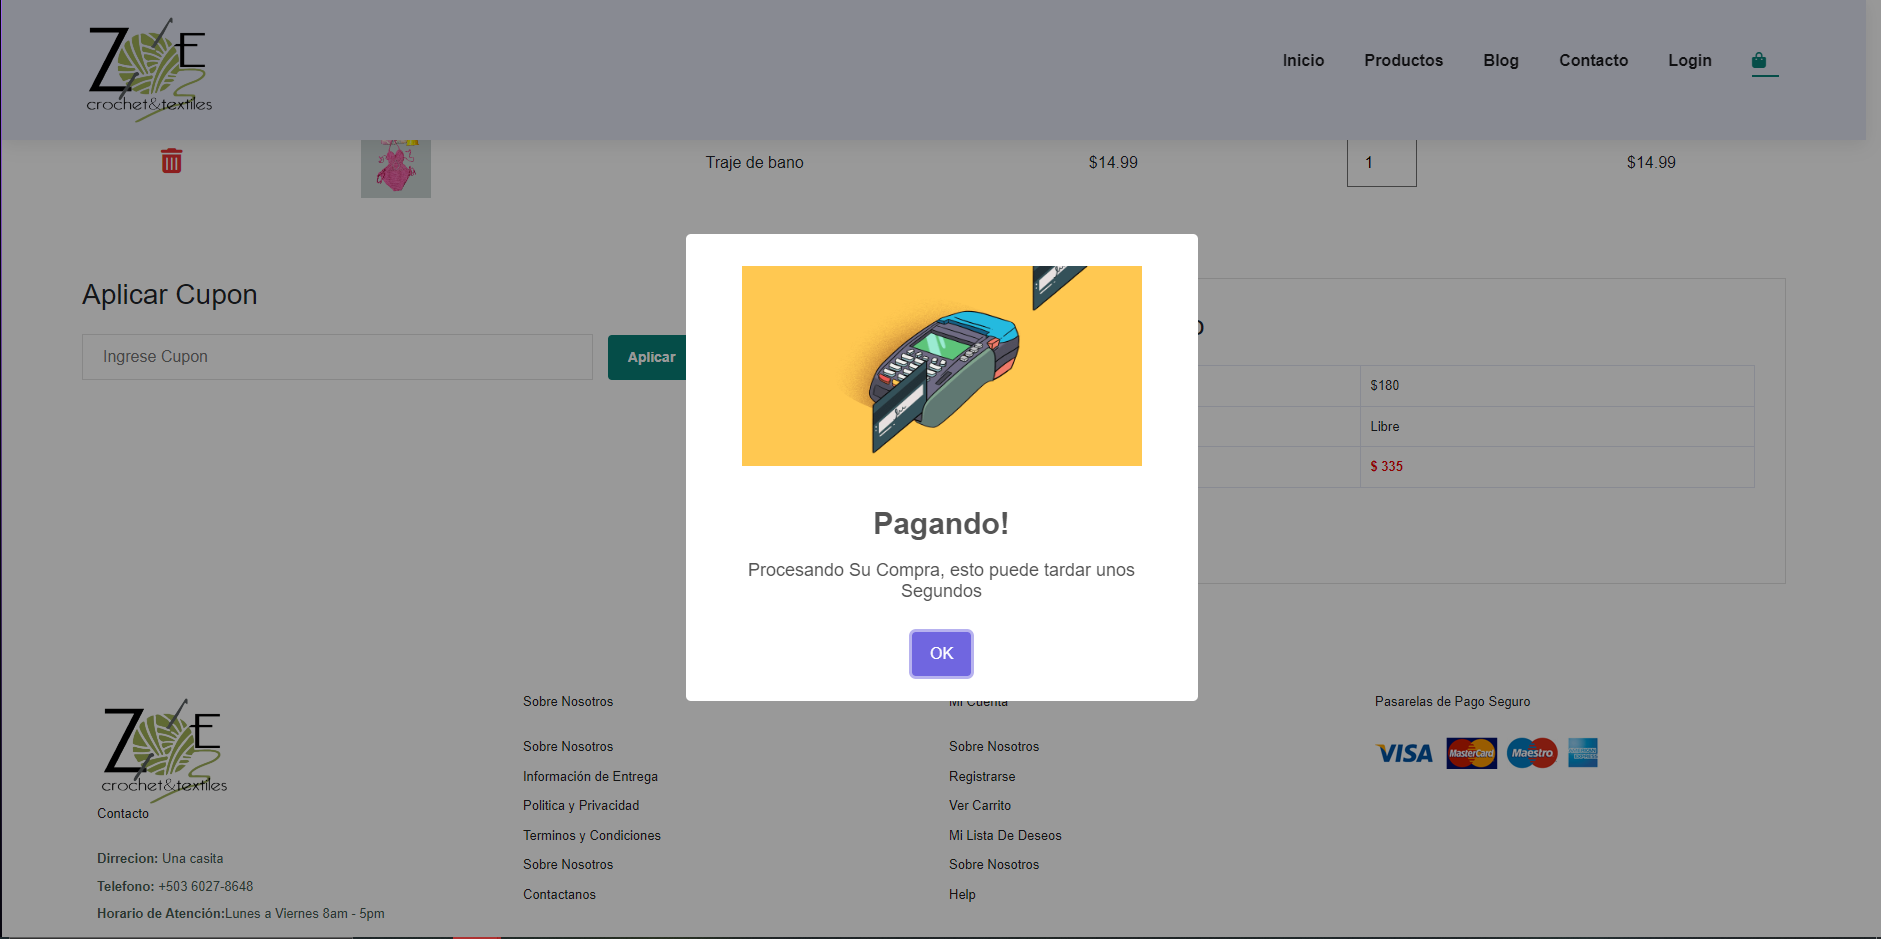 ZOE
crochet&textiles
Inicio
Productos
Blog
Contacto
Login
Traje de bano
$14.99
1
$14.99
Aplicar Cupon
Ingrese Cupon
Aplicar
$180
Libre
$ 335
Pagando!
Procesando Su Compra, esto puede tardar unos
Segundos
OK
ZOE
crochet&textiles
Contacto
Dirrecion: Una casita
Telefono: +503 6027-8648
Horario de Atención:Lunes a Viernes 8am - 5pm
Sobre Nosotros
Sobre Nosotros
Información de Entrega
Politica y Privacidad
Terminos y Condiciones
Sobre Nosotros
Contactanos
Mi Cuenta
Sobre Nosotros
Registrarse
Ver Carrito
Mi Lista De Deseos
Sobre Nosotros
Help
Pasarelas de Pago Seguro
VISA
MasterCard
Maestro
AMERICAN EXPRESS